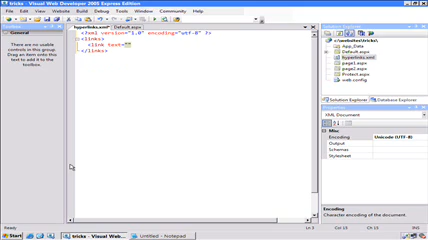 tricks - Visual Web Developer 2005 Express Edition
File Edit View Website Build Debug Tools Window Community Help
Toolbox
General
There are no usable
controls in this group.
Drag an item onto this
text to add it to the
toolbox.
hyperlinks.xml* Default.aspx
<?xml version="1.0" encoding="utf-8" ?>
<links>
<link text=""
</links>
Solution Explorer
App_Data
Default.aspx
hyperlinks.xml
page1.aspx
page2.aspx
Protect.aspx
web.config
Solution Explorer Database Explorer
Properties
XML Document
Misc
Encoding Unicode (UTF-8)
Output
Schemas
Stylesheet
Encoding
Character encoding of the document.
Ln 3 Col 15 Ch 15 INS
Start tricks - Visual Web... Untitled - Notepad